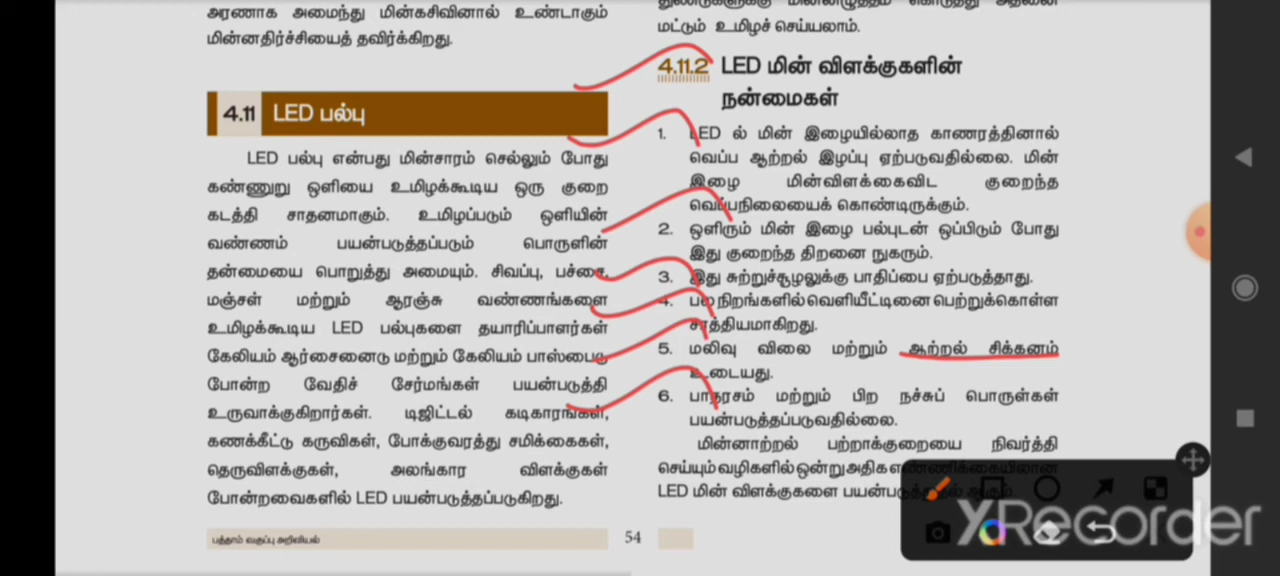 அரணாக அமைந்து மின்கசிவினால் உண்டாகும்
மின்னதிர்ச்சியைத் தவிர்க்கிறது.
4.11 LED பல்பு
LED பல்பு என்பது மின்சாரம் செல்லும் போது
கண்ணுறு ஒளியை உமிழக்கூடிய ஒரு குறை
கடத்தி சாதனமாகும். உமிழப்படும் ஒளியின்
வண்ணம் பயன்படுத்தப்படும் பொருளின்
தன்மையை பொறுத்து அமையும். சிவப்பு, பச்சை,
மஞ்சள் மற்றும் ஆரஞ்சு வண்ணங்களை
உமிழக்கூடிய LED பல்புகளை தயாரிப்பாளர்கள்
கேலியம் ஆர்சைனைடு மற்றும் கேலியம் பாஸ்பைடு
போன்ற வேதிச் சேர்மங்கள் பயன்படுத்தி
உருவாக்குகிறார்கள். டிஜிட்டல் கடிகாரங்கள்,
கணக்கீட்டு கருவிகள், போக்குவரத்து சமிக்கைகள்,
தெருவிளக்குகள், அலங்கார விளக்குகள்
போன்றவைகளில் LED பயன்படுத்தப்படுகிறது.
பத்தாம் வகுப்பு அறிவியல்
54
மட்டும் உமிழச் செய்யலாம்.
4.11.2 LED மின் விளக்குகளின்
நன்மைகள்
1. LED ல் மின் இழையில்லாத காணரத்தினால்
வெப்ப ஆற்றல் இழப்பு ஏற்படுவதில்லை. மின்
இழை மின்விளக்கைவிட குறைந்த
வெப்பநிலையைக் கொண்டிருக்கும்.
2. ஒளிரும் மின் இழை பல்புடன் ஒப்பிடும் போது
இது குறைந்த திறனை நுகரும்.
3. இது சுற்றுச்சூழலுக்கு பாதிப்பை ஏற்படுத்தாது.
4. பல நிறங்களில் வெளியீட்டினை பெற்றுக்கொள்ள
சாத்தியமாகிறது.
5. மலிவு விலை மற்றும் ஆற்றல் சிக்கனம்
உடையது.
6. பாதரசம் மற்றும் பிற நச்சுப் பொருள்கள்
பயன்படுத்தப்படுவதில்லை.
மின்னாற்றல் பற்றாக்குறையை நிவர்த்தி
செய்யும் வழிகளில் ஒன்று அதிக எண்ணிக்கையிலான
LED மின் விளக்குகளை பயன்படுத்துதல் ஆகும்.
XRecorder